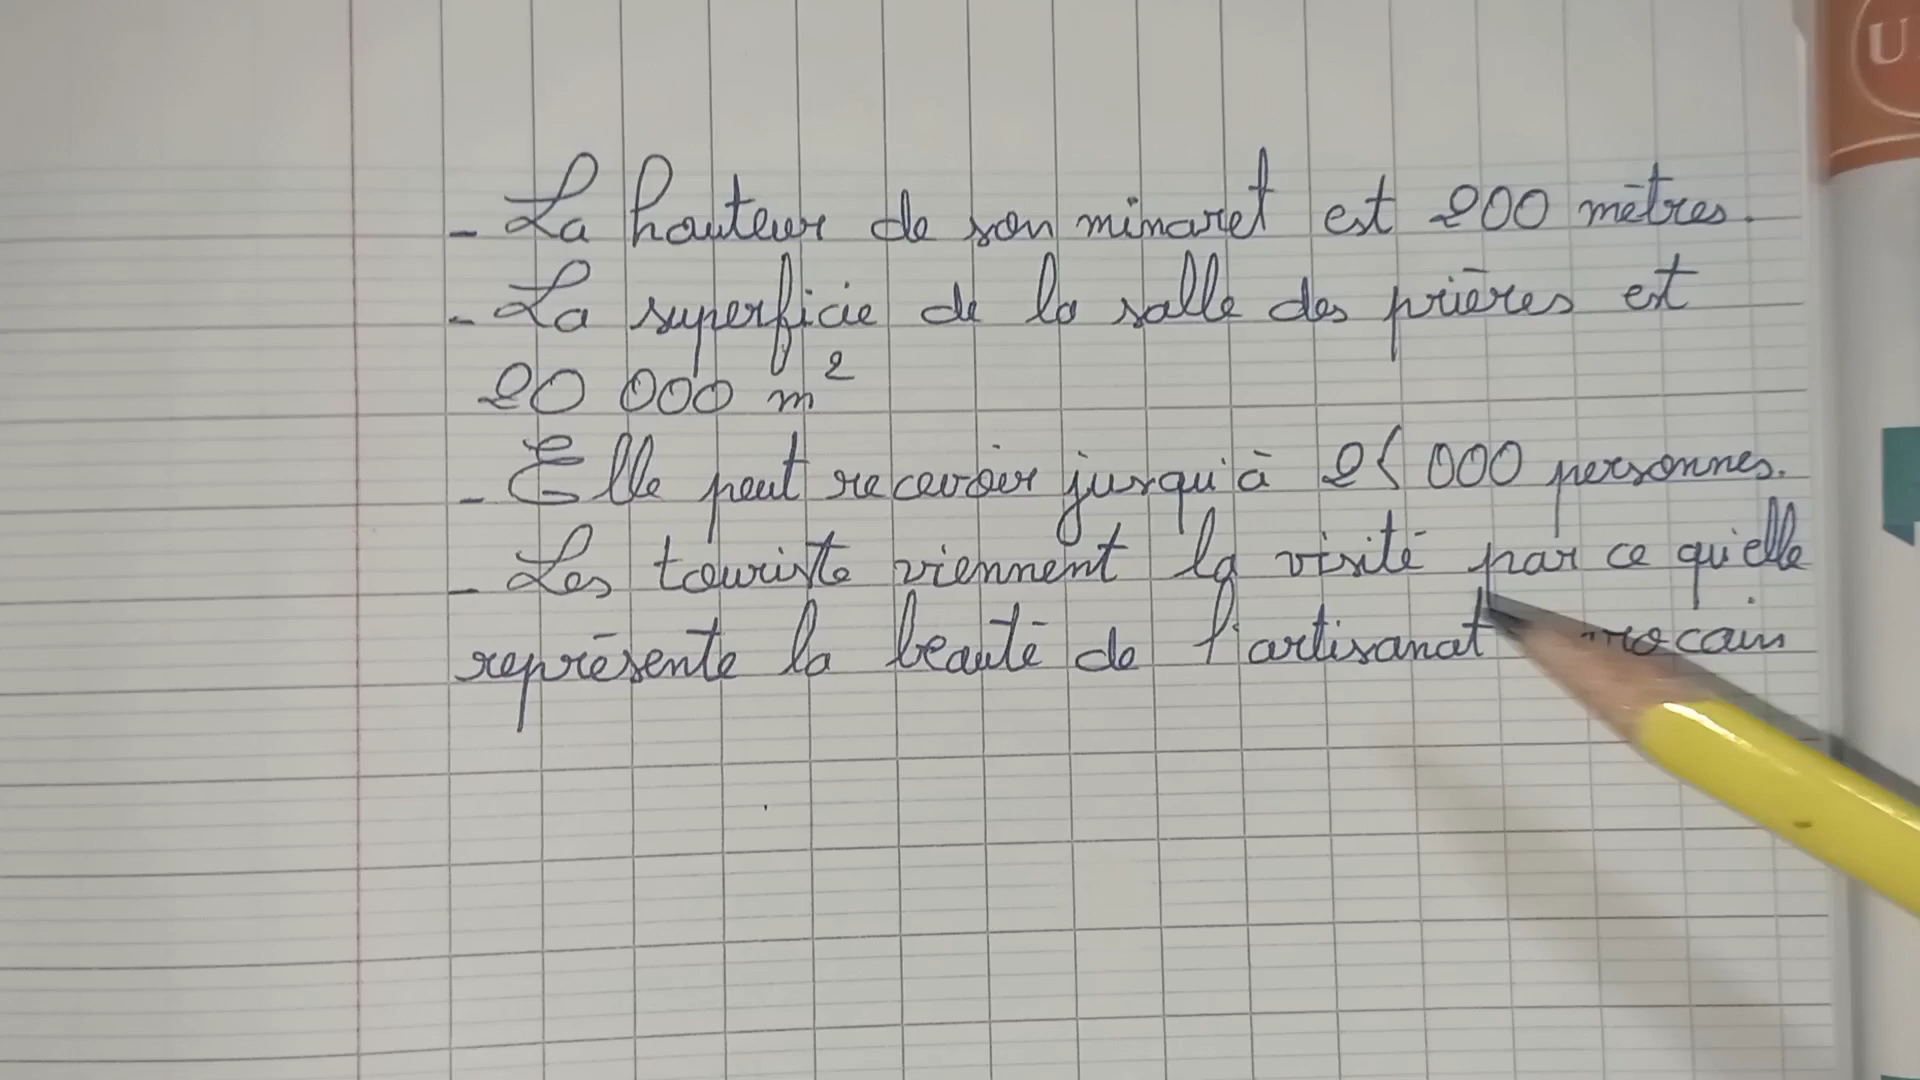 - La hauteur de son minaret est 200 mètres.
- La superficie de la salle des prières est
20 000 m²
- Elle peut recevoir jusqu'à 25 000 personnes.
- Les touriste viennent la visité par ce qu'elle
représente la beauté de l'artisanat